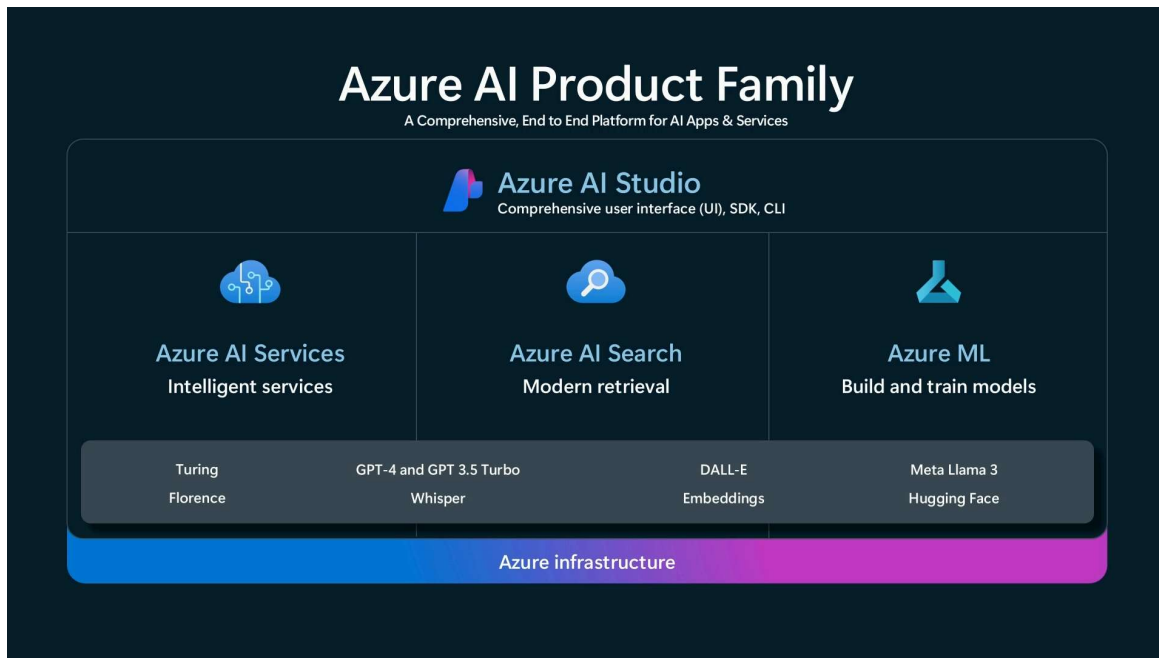 Azure AI Product Family
A Comprehensive, End to End Platform for AI Apps & Services
Azure AI Studio
Comprehensive user interface (UI), SDK, CLI
Azure AI Services
Intelligent services
Azure AI Search
Modern retrieval
Azure ML
Build and train models
Turing GPT-4 and GPT 3.5 Turbo DALL-E Meta Llama 3
Florence Whisper Embeddings Hugging Face
Azure infrastructure